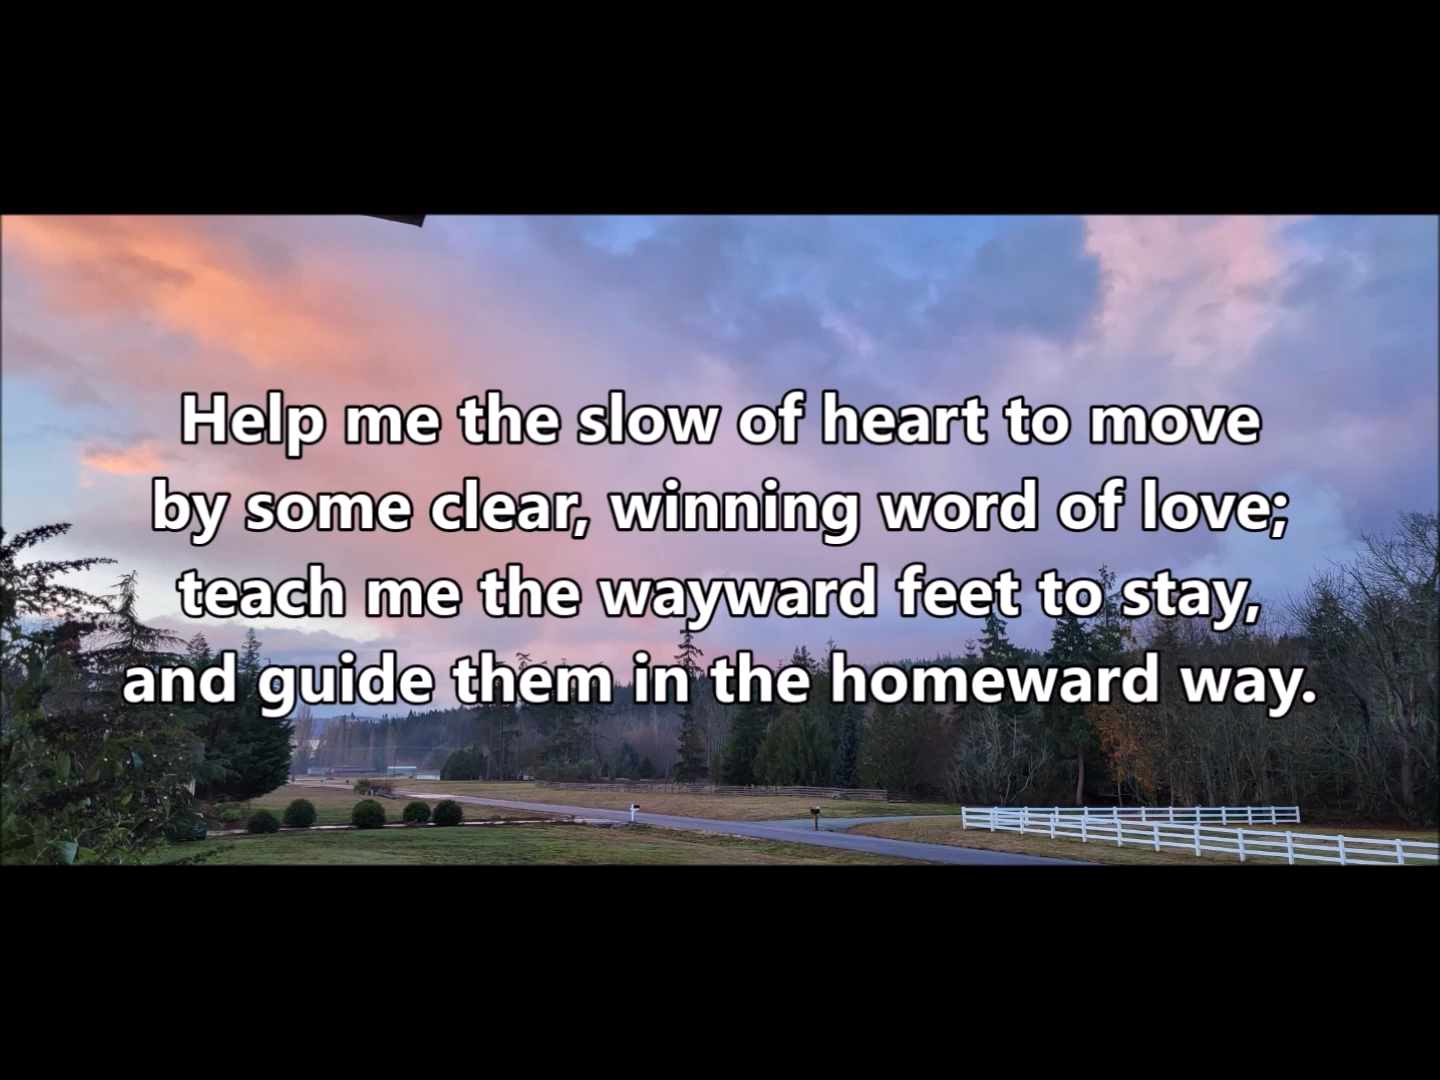 Help me the slow of heart to move
by some clear, winning word of love;
teach me the wayward feet to stay,
and guide them in the homeward way.